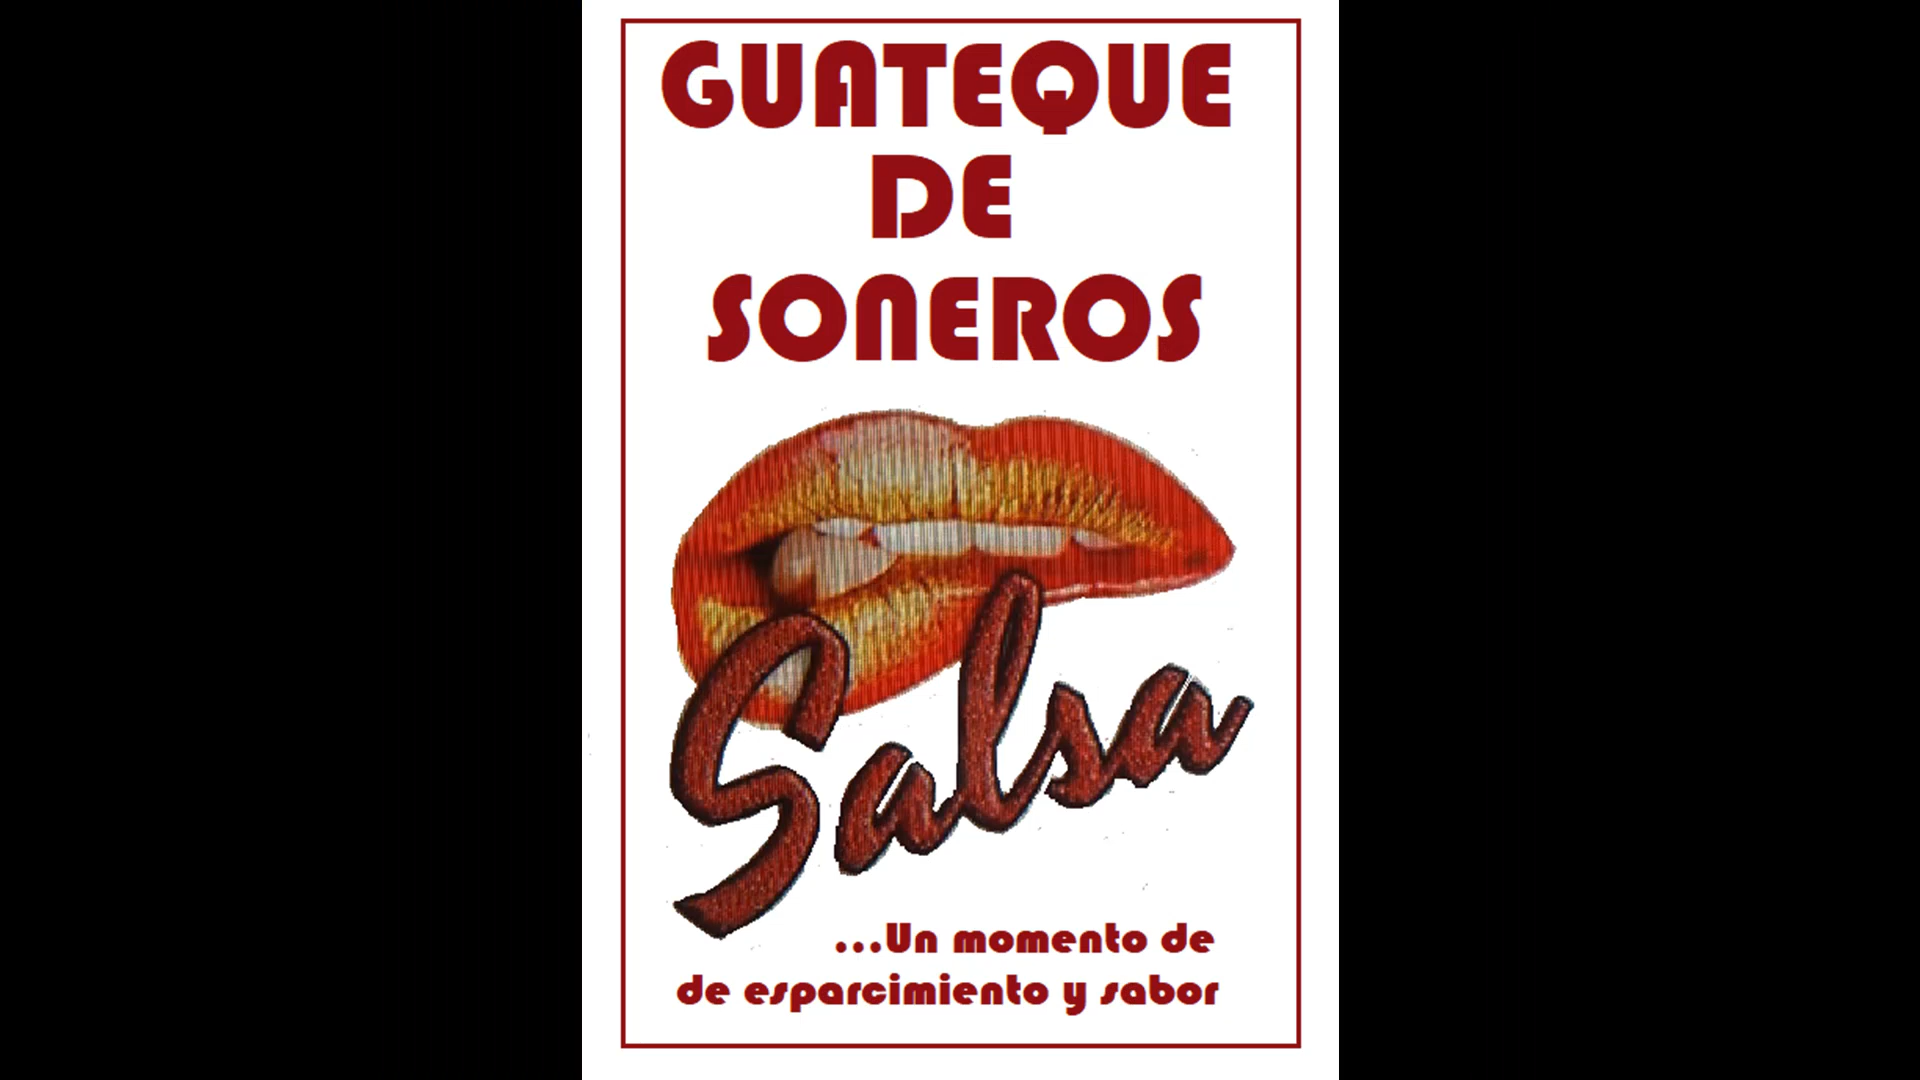 GUATEQUE
DE
SONEROS
Salsa
...Un momento de
de esparcimiento y sabor